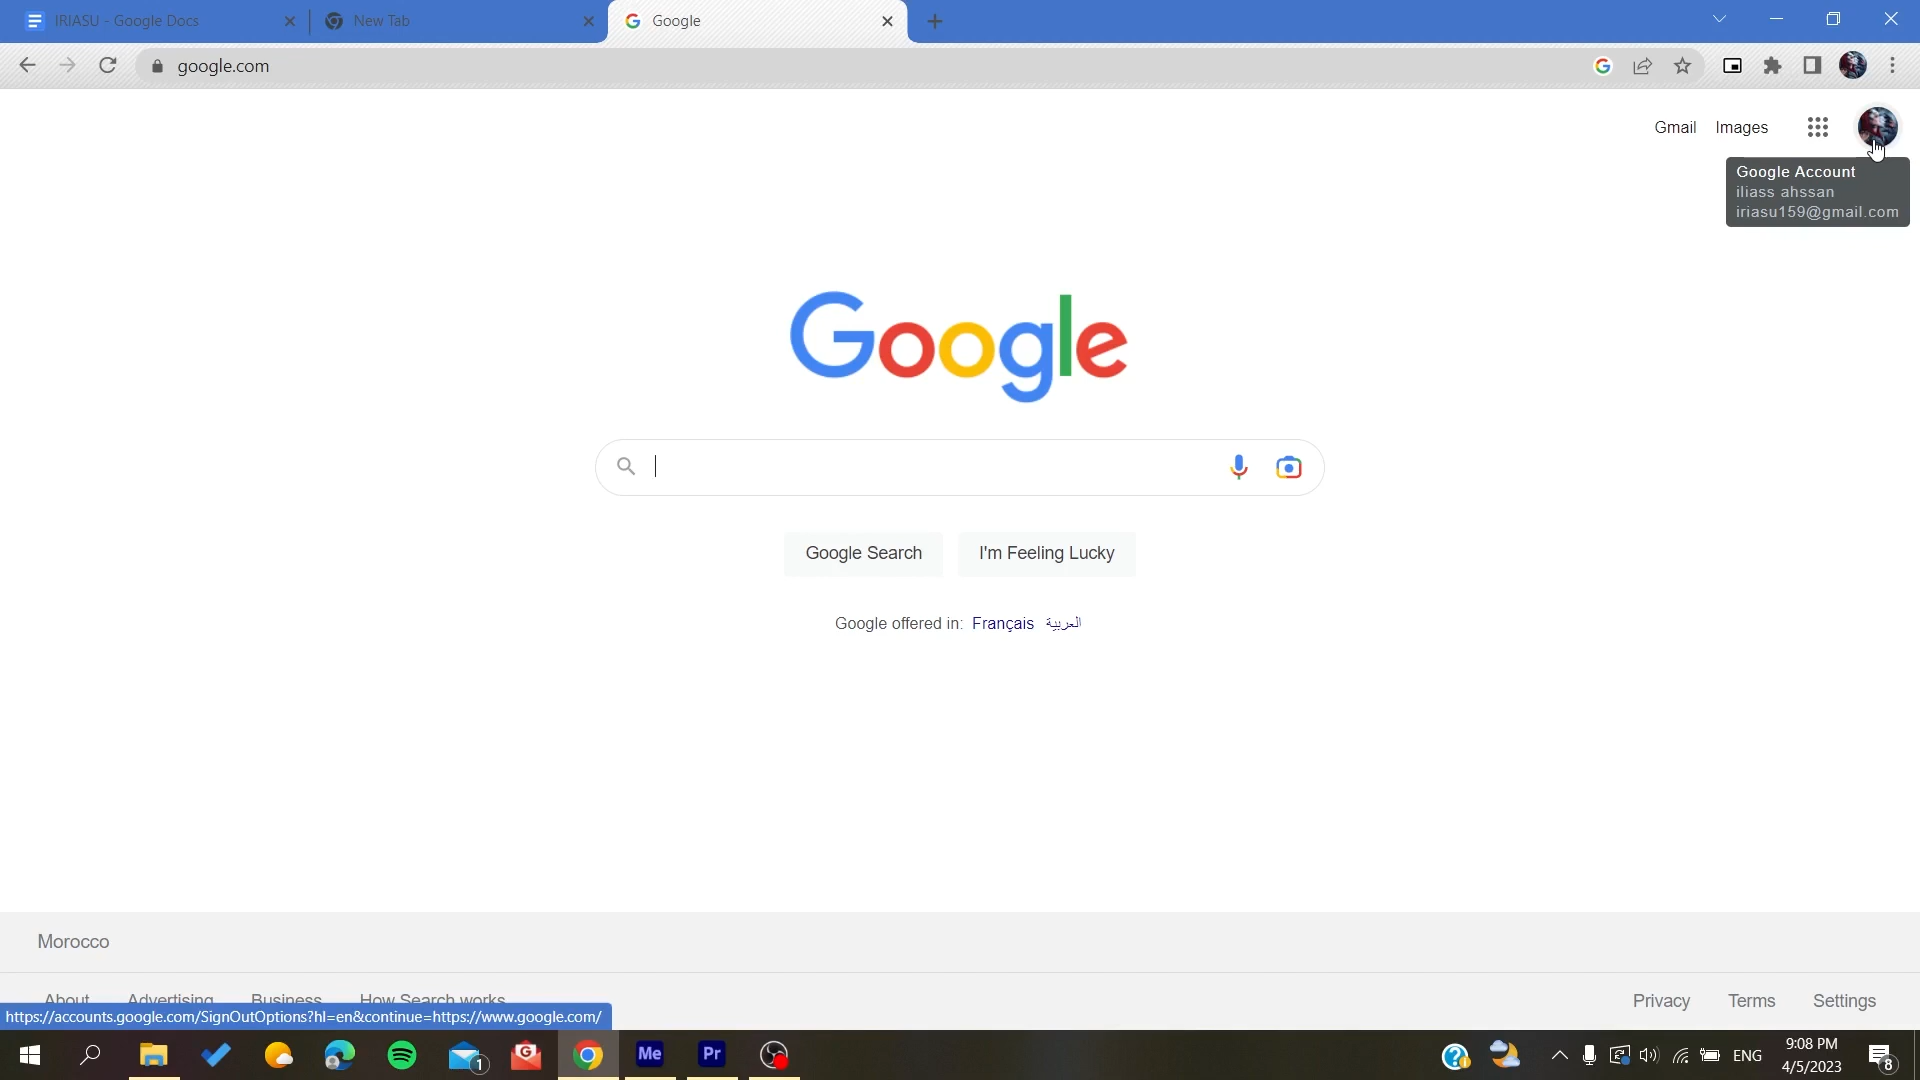 IRIASU - Google Docs
New Tab
Google
google.com
Gmail Images
Google Account
iliass ahssan
iriasu159@gmail.com
Google
Google Search
I'm Feeling Lucky
Google offered in: Français العربية
Morocco
About Advertising Business How Search works
Privacy Terms Settings
https://accounts.google.com/SignOutOptions?hl=en&continue=https://www.google.com/
1
G
Me
Pr
ENG
9:08 PM
4/5/2023
8